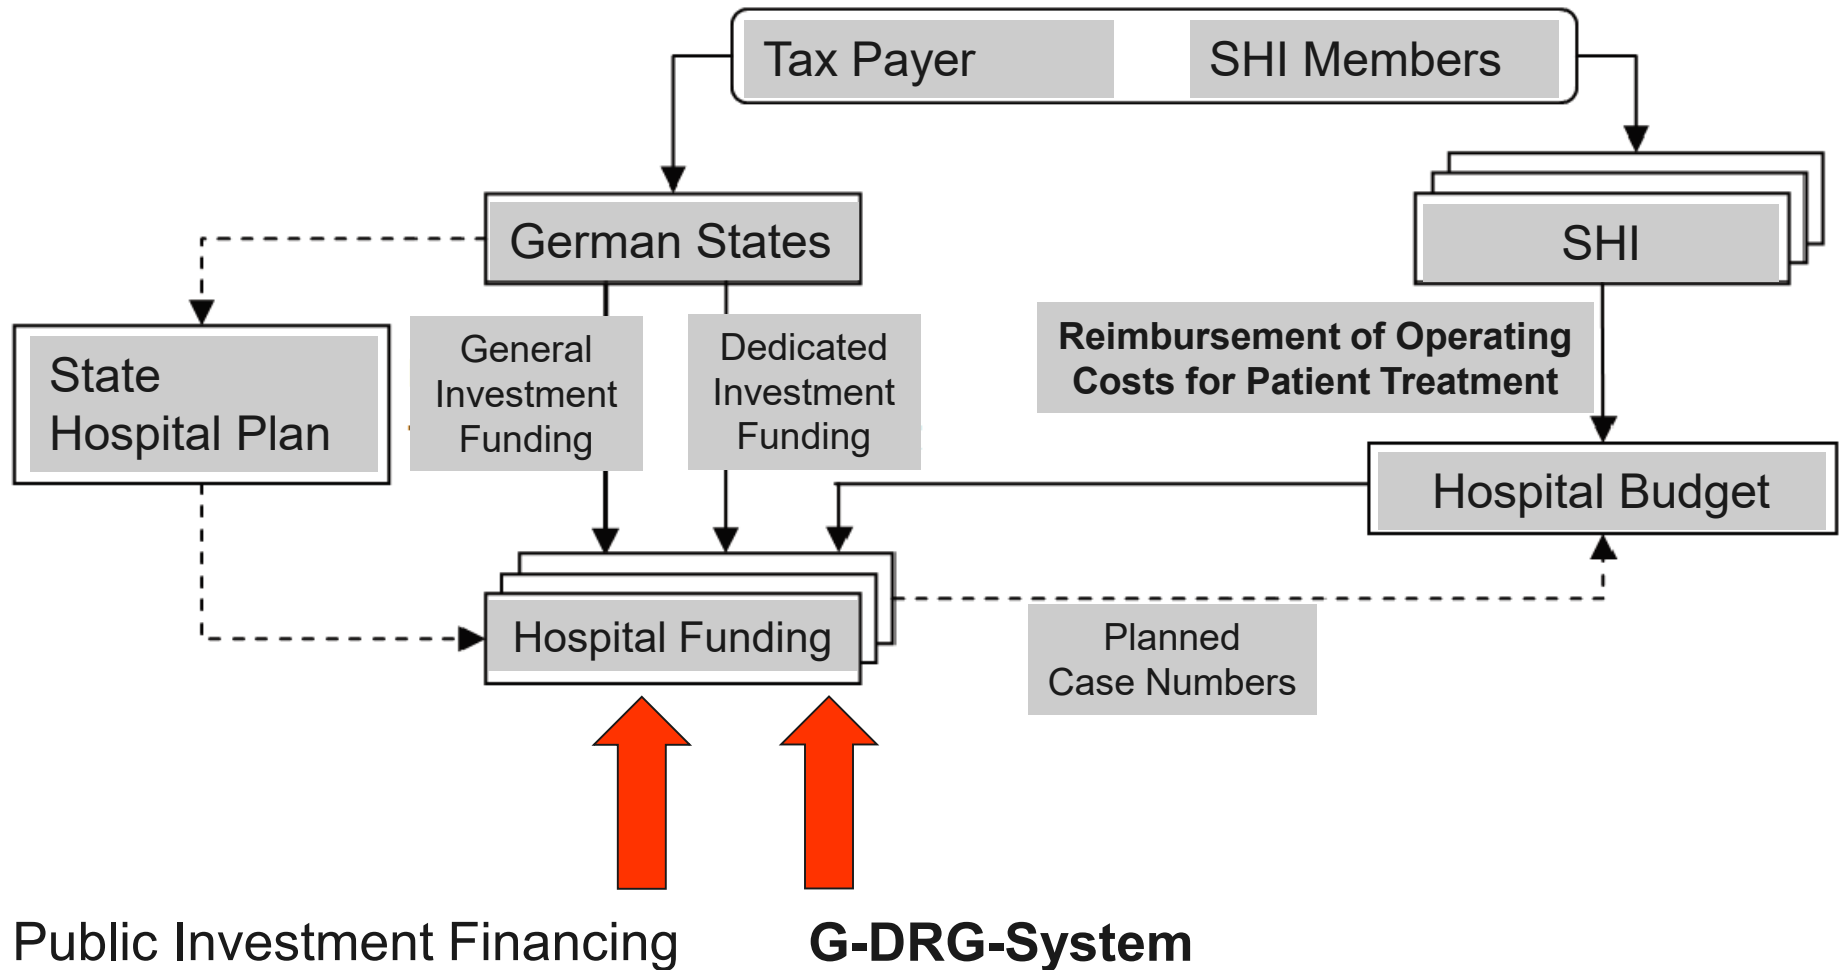 Tax Payer
SHI Members
German States
SHI
State
Hospital Plan
General
Investment
Funding
Dedicated
Investment
Funding
Reimbursement of Operating
Costs for Patient Treatment
Hospital Budget
Hospital Funding
Planned
Case Numbers
Public Investment Financing
G-DRG-System